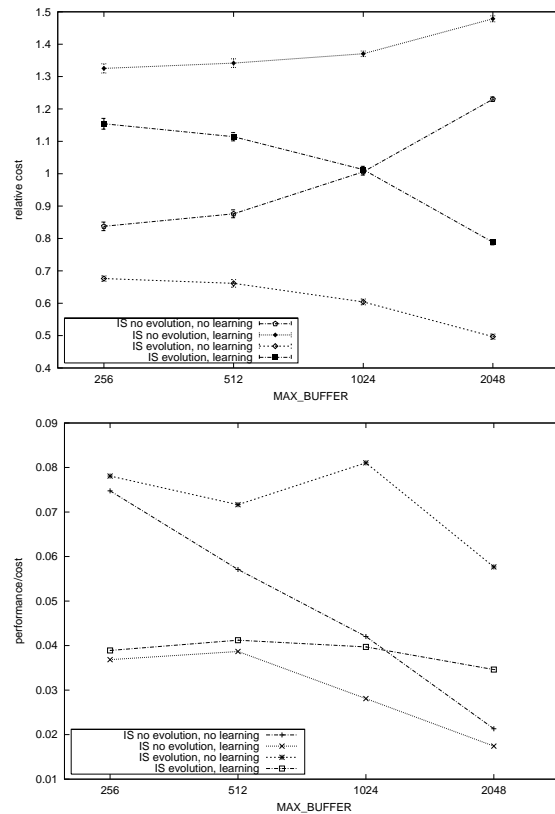 1.5
1.4
1.3
1.2
1.1
1
0.9
0.8
0.7
0.6
0.5
0.4
relative cost
IS no evolution, no learning
IS no evolution, learning
IS evolution, no learning
IS evolution, learning
256 512 1024 2048
MAX_BUFFER
0.09
0.08
0.07
0.06
0.05
0.04
0.03
0.02
0.01
performance/cost
IS no evolution, no learning
IS no evolution, learning
IS evolution, no learning
IS evolution, learning
256 512 1024 2048
MAX_BUFFER